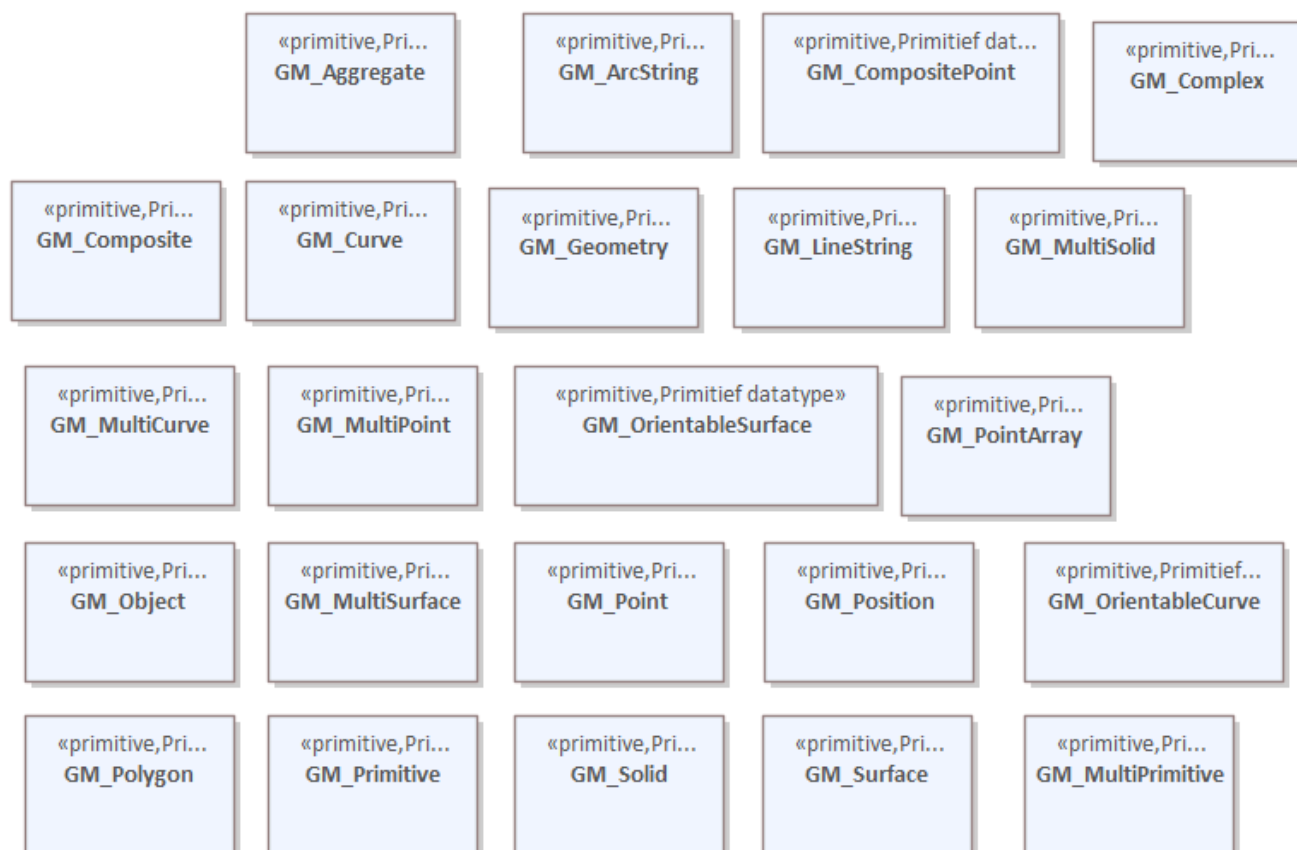 «primitive,Pri...
GM_Aggregate
«primitive,Pri...
GM_ArcString
«primitive,Primitief dat...
GM_CompositePoint
«primitive,Pri...
GM_Complex
«primitive,Pri...
GM_Composite
«primitive,Pri...
GM_Curve
«primitive,Pri...
GM_Geometry
«primitive,Pri...
GM_LineString
«primitive,Pri...
GM_MultiSolid
«primitive,Pri...
GM_MultiCurve
«primitive,Pri...
GM_MultiPoint
«primitive,Primitief datatype»
GM_OrientableSurface
«primitive,Pri...
GM_PointArray
«primitive,Pri...
GM_Object
«primitive,Pri...
GM_MultiSurface
«primitive,Pri...
GM_Point
«primitive,Pri...
GM_Position
«primitive,Primitief...
GM_OrientableCurve
«primitive,Pri...
GM_Polygon
«primitive,Pri...
GM_Primitive
«primitive,Pri...
GM_Solid
«primitive,Pri...
GM_Surface
«primitive,Pri...
GM_MultiPrimitive